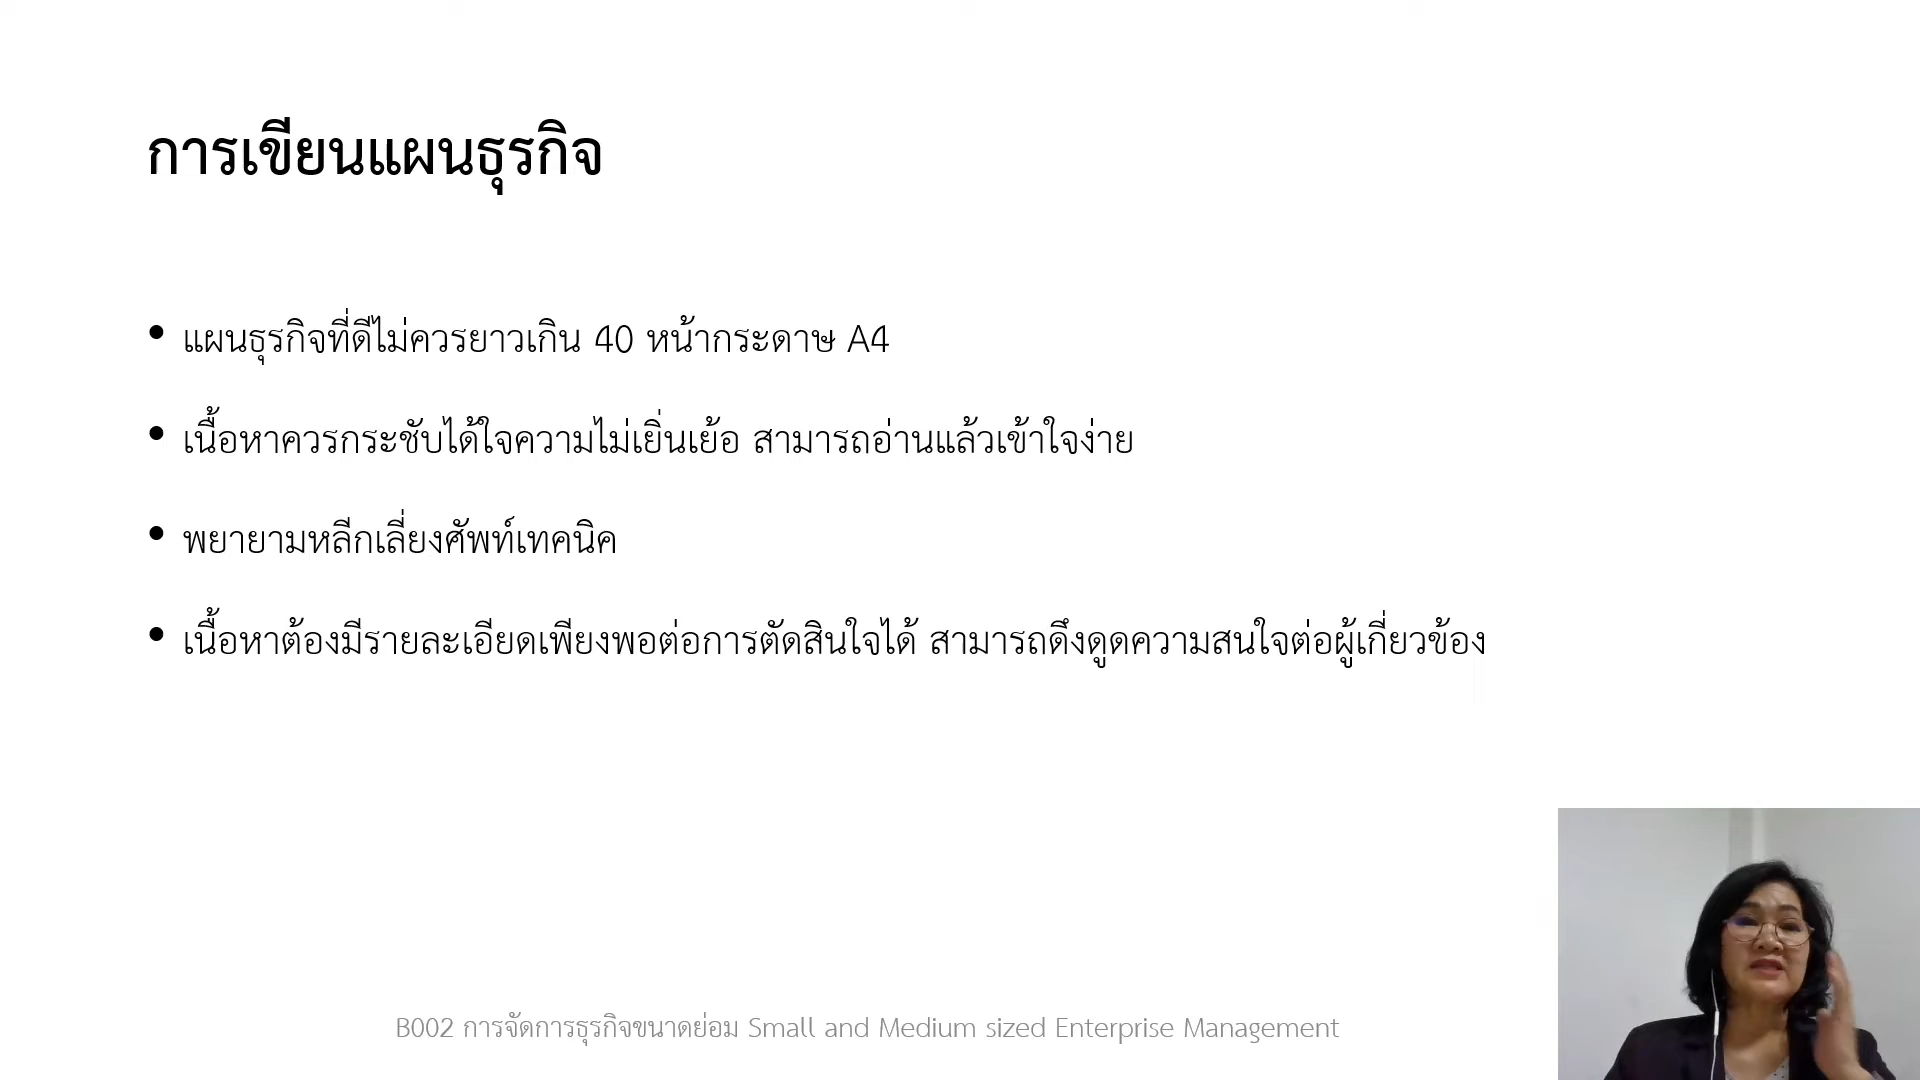 การเขียนแผนธุรกิจ
• แผนธุรกิจที่ดีไม่ควรยาวเกิน 40 หน้ากระดาษ A4
• เนื้อหาควรกระชับได้ใจความไม่เยิ่นเย้อ สามารถอ่านแล้วเข้าใจง่าย
• พยายามหลีกเลี่ยงศัพท์เทคนิค
• เนื้อหาต้องมีรายละเอียดเพียงพอต่อการตัดสินใจได้ สามารถดึงดูดความสนใจต่อผู้เกี่ยวข้อง
B002 การจัดการธุรกิจขนาดย่อม Small and Medium sized Enterprise Management